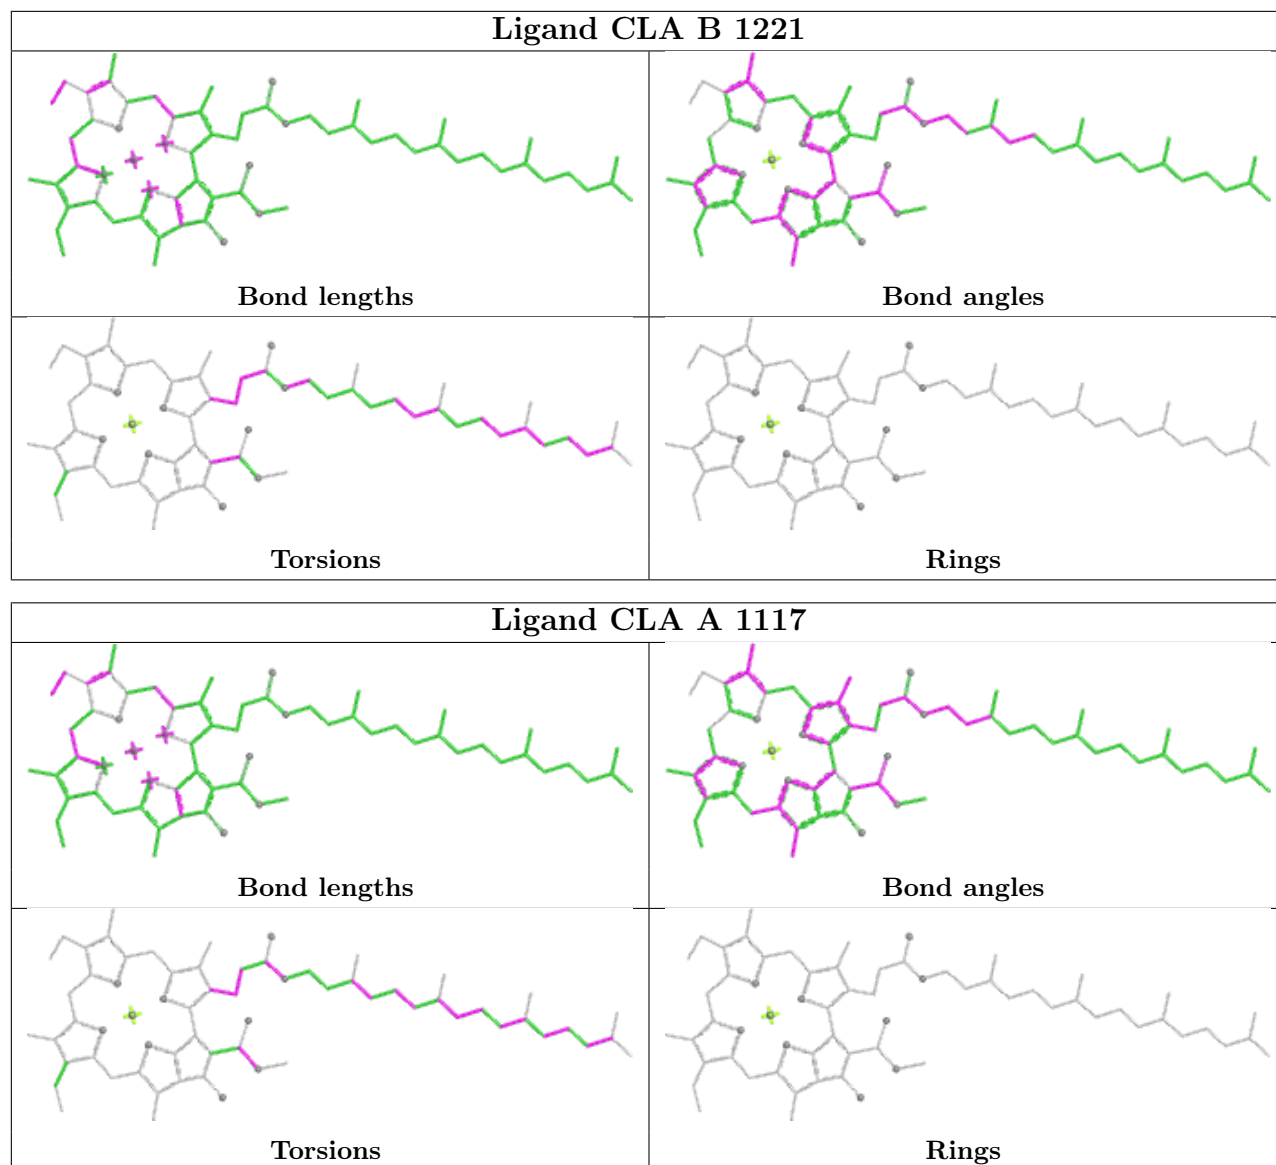 Ligand CLA B 1221
Bond lengths
Bond angles
Torsions
Rings
Ligand CLA A 1117
Bond lengths
Bond angles
Torsions
Rings